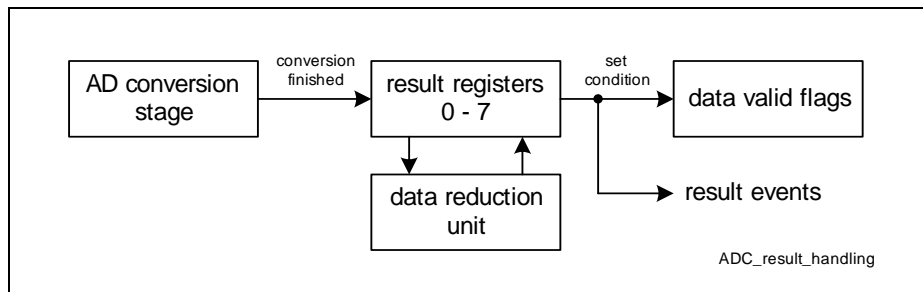 AD conversion
stage
conversion
finished
result registers
0 - 7
set
condition
data valid flags
data reduction
unit
result events
ADC_result_handling